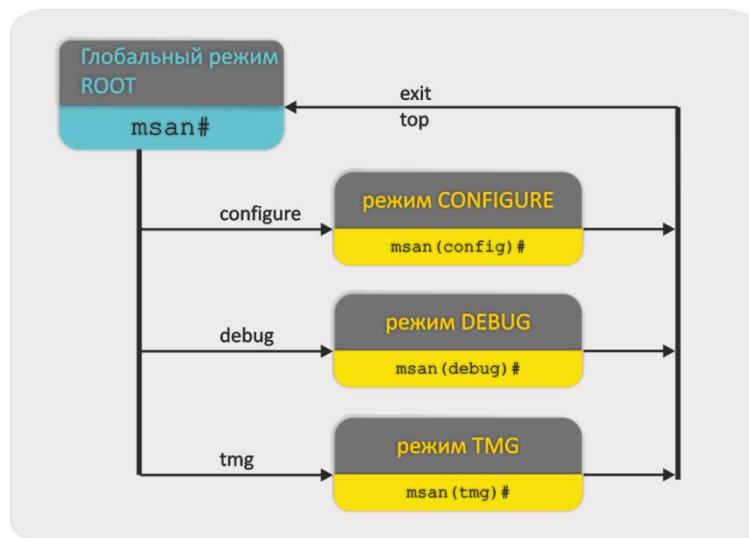 Глобальный режим
ROOT
msan#
exit
top
configure
режим CONFIGURE
msan(config)#
debug
режим DEBUG
msan(debug)#
tmg
режим TMG
msan(tmg)#